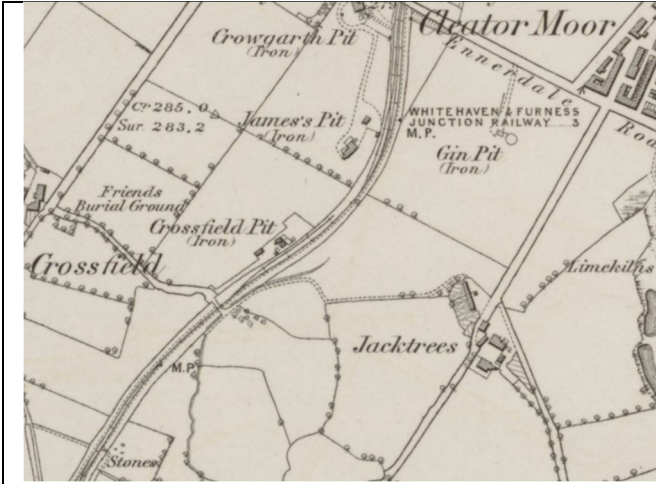 Crowgarth Pit
(Iron)
Cleator Moor
Ennerdale
Road
Cr 285.0
Sur. 283.2
James's Pit
(Iron)
WHITEHAVEN & FURNESS
JUNCTION RAILWAY 3
M.P.
Gin Pit
(Iron)
Friends
Burial Ground
Crossfield Pit
(Iron)
Crossfield
Limekilns
Jacktrees
M.P.
Stones